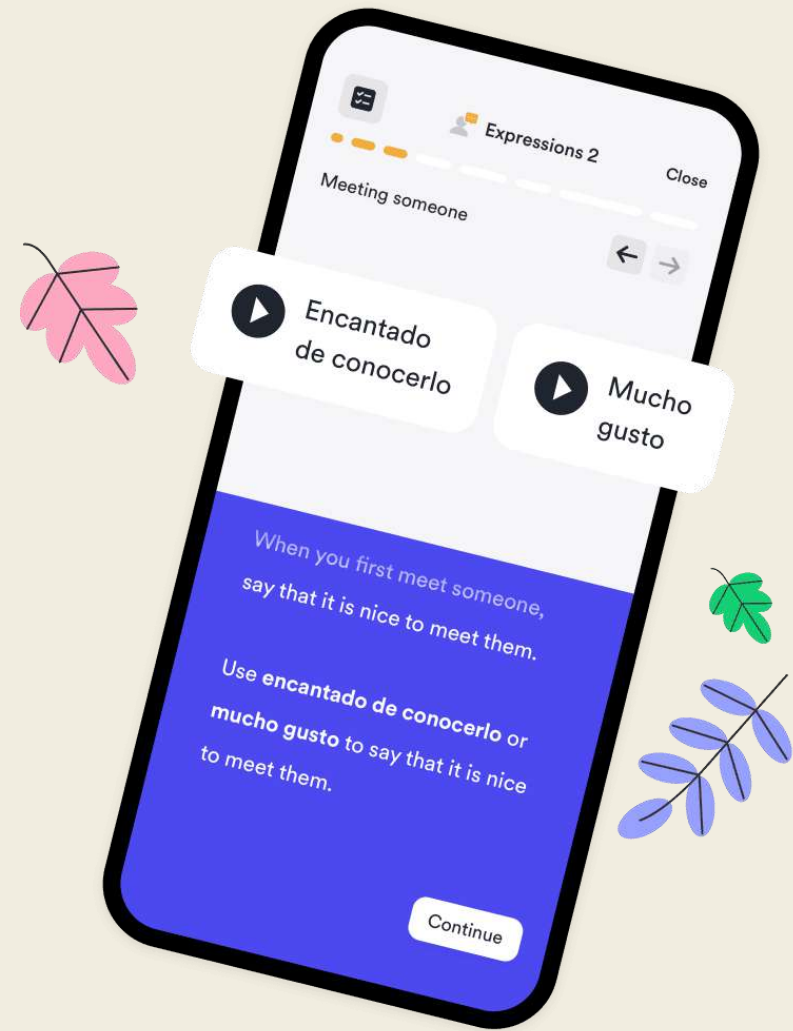 Expressions 2
Close
Meeting someone
Encantado
de conocerlo
Mucho
gusto
When you first meet someone,
say that it is nice to meet them.
Use encantado de conocerlo or
mucho gusto to say that it is nice
to meet them.
Continue